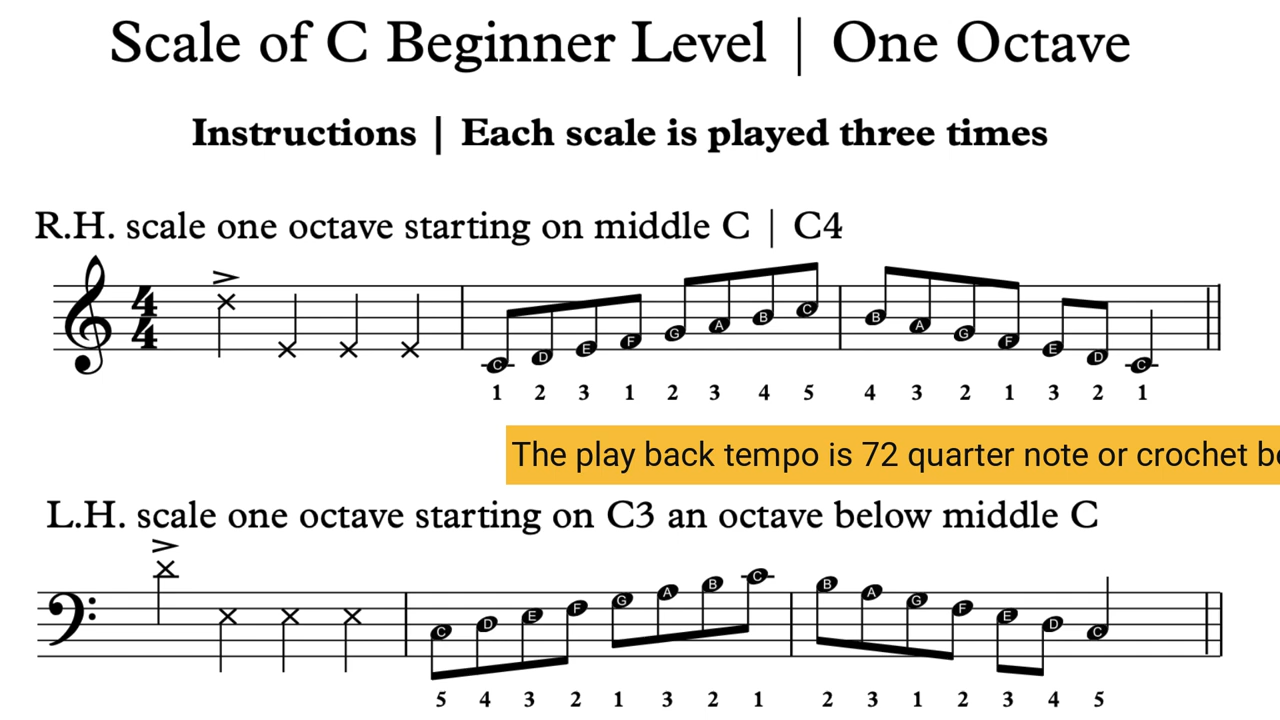 Scale of C Beginner Level | One Octave
Instructions | Each scale is played three times
R.H. scale one octave starting on middle C | C4
4
4
C D E F G A B C B A G F E D C
1 2 3 1 2 3 4 5 4 3 2 1 3 2 1
The play back tempo is 72 quarter note or crochet
L.H. scale one octave starting on C3 an octave below middle C
C D E F G A B C B A G F E D C
5 4 3 2 1 3 2 1 2 3 1 2 3 4 5